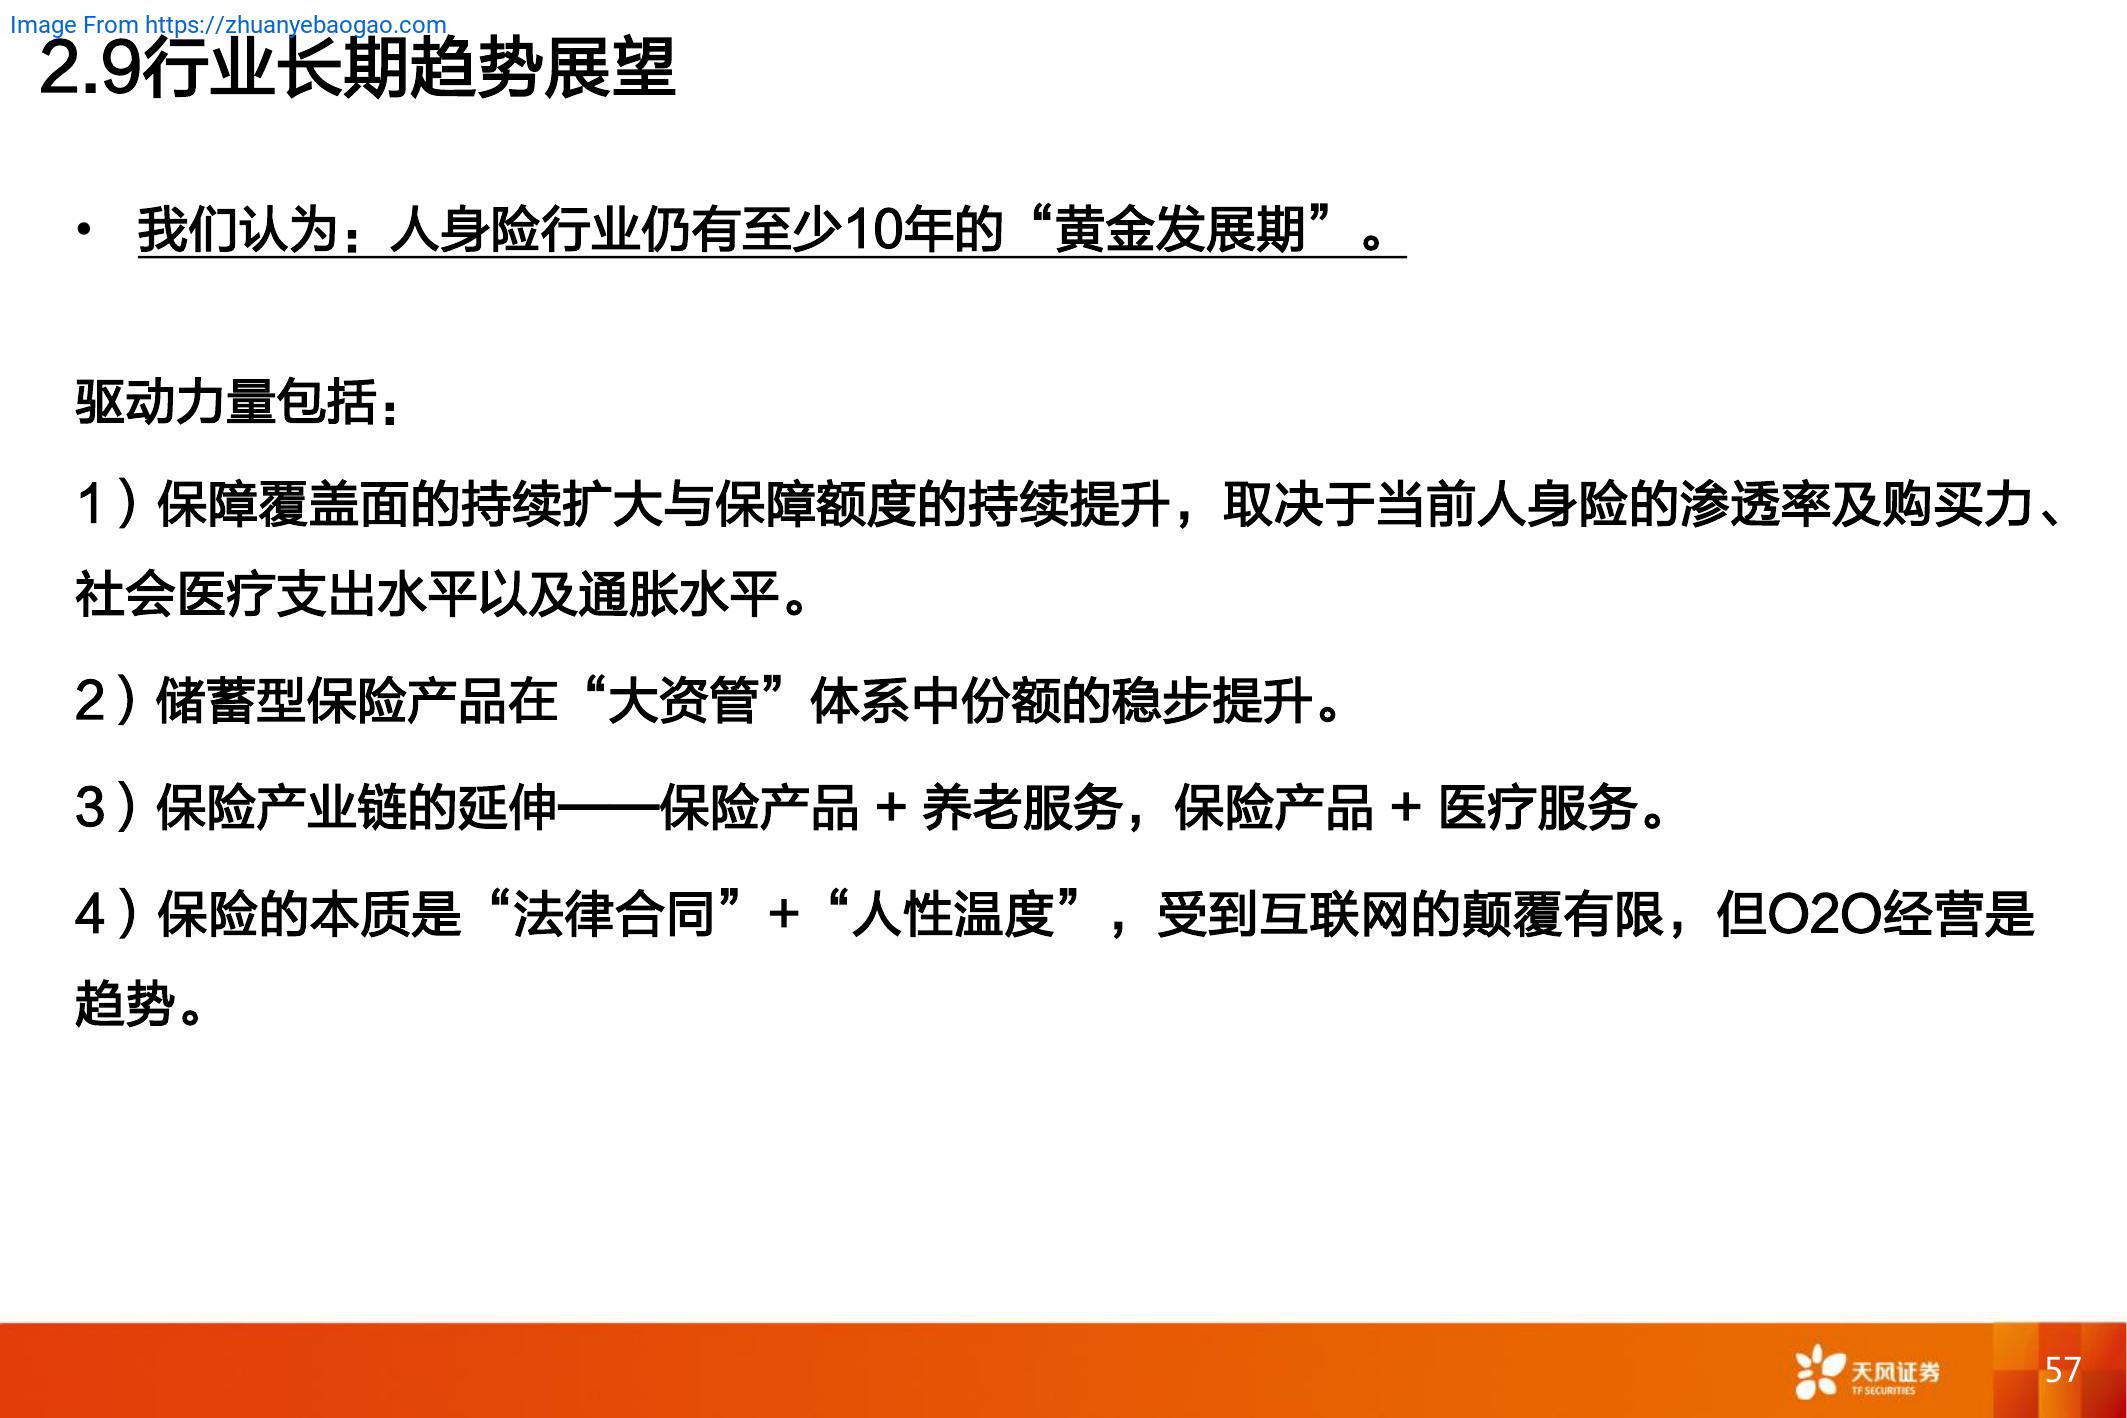 Image From https://zhuanyebaogao.com
2.9行业长期趋势展望
• 我们认为：人身险行业仍有至少10年的“黄金发展期”。
驱动力量包括：
1）保障覆盖面的持续扩大与保障额度的持续提升，取决于当前人身险的渗透率及购买力、
社会医疗支出水平以及通胀水平。
2）储蓄型保险产品在“大资管”体系中份额的稳步提升。
3）保险产业链的延伸——保险产品 + 养老服务，保险产品 + 医疗服务。
4）保险的本质是“法律合同”+“人性温度”，受到互联网的颠覆有限，但O2O经营是
趋势。
天风证券
TF SECURITIES
57